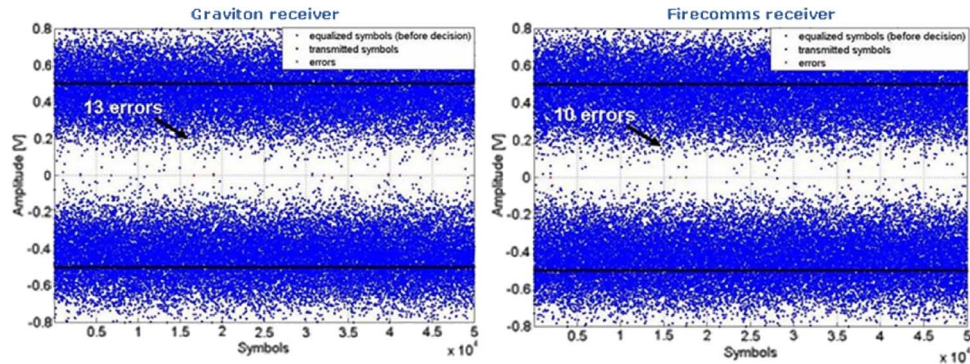 Graviton receiver
0.8
0.6
0.4
0.2
0
-0.2
-0.4
-0.6
-0.8
Amplitude [V]
equalized symbols (before decision)
transmitted symbols
errors
13 errors
0.5 1 1.5 2 2.5 3 3.5 4 4.5 5
Symbols
x 10⁴
Firecomms receiver
0.8
0.6
0.4
0.2
0
-0.2
-0.4
-0.6
-0.8
Amplitude [V]
equalized symbols (before decision)
transmitted symbols
errors
10 errors
0.5 1 1.5 2 2.5 3 3.5 4 4.5 5
Symbols
x 10⁴